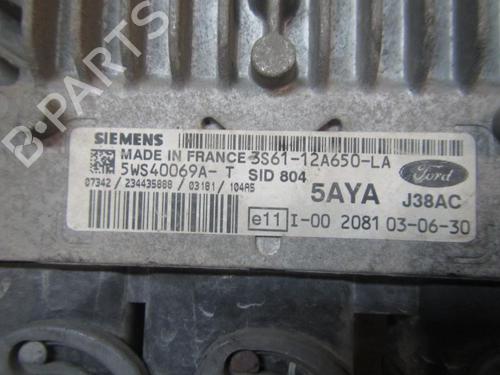 SIEMENS
MADE IN FRANCE 3S61-12A650-LA
5WS40069A-T SID 804
07342 / 234435888 / 03181 / 104A5
5AYA J38AC
Ford
e11 I-00 2081 03-06-30
B-Parts